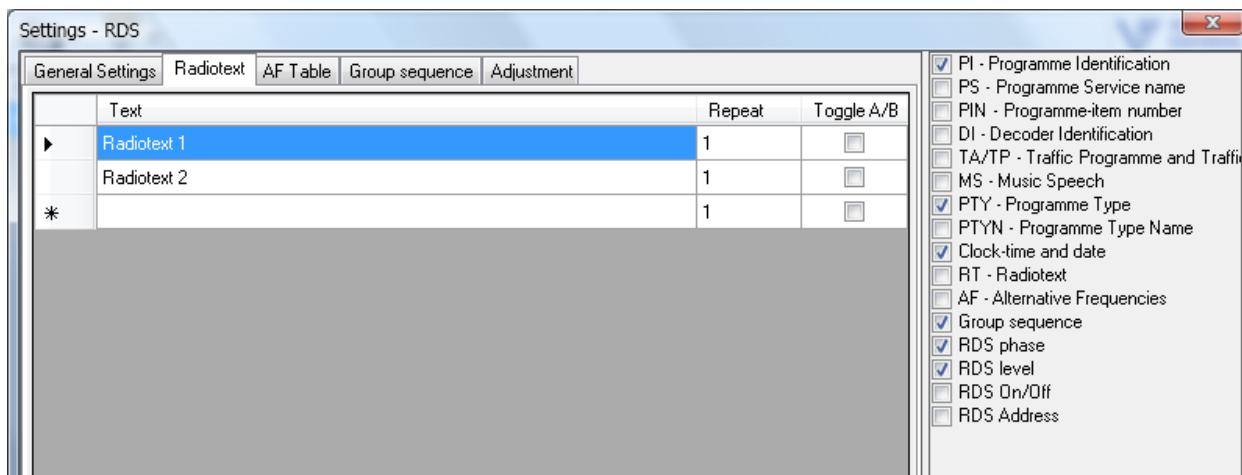 Settings - RDS
General Settings Radiotext AF Table Group sequence Adjustment
Text Repeat Toggle A/B
Radiotext 1 1
Radiotext 2 1
1
PI - Programme Identification
PS - Programme Service name
PIN - Programme-item number
DI - Decoder Identification
TA/TP - Traffic Programme and Traffi
MS - Music Speech
PTY - Programme Type
PTYN - Programme Type Name
Clock-time and date
RT - Radiotext
AF - Alternative Frequencies
Group sequence
RDS phase
RDS level
RDS On/Off
RDS Address